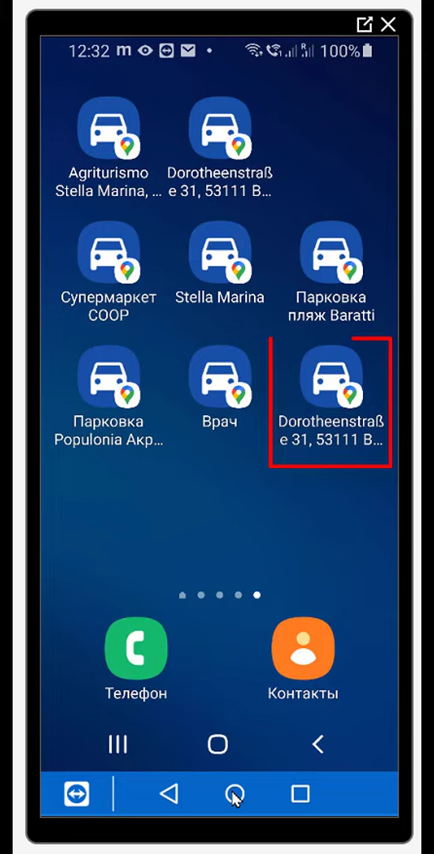 12:32 m 100%
Agriturismo
Stella Marina, ...
Dorotheenstraß
e 31, 53111 B...
Супермаркет
COOP
Stella Marina
Парковка
пляж Baratti
Парковка
Populonia Акр...
Врач
Dorotheenstraß
e 31, 53111 B...
Телефон
Контакты